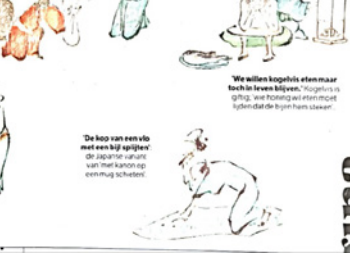 'We willen kogelvis eten maar
toch in leven blijven.' Kogelvis is
giftig, 'wie honing wil eten moet
lijden dat de bijen hem steken'.
'De kop van een vlo
met een bijl splijten':
de Japanse variant
van 'met kanon op
een mug schieten'.